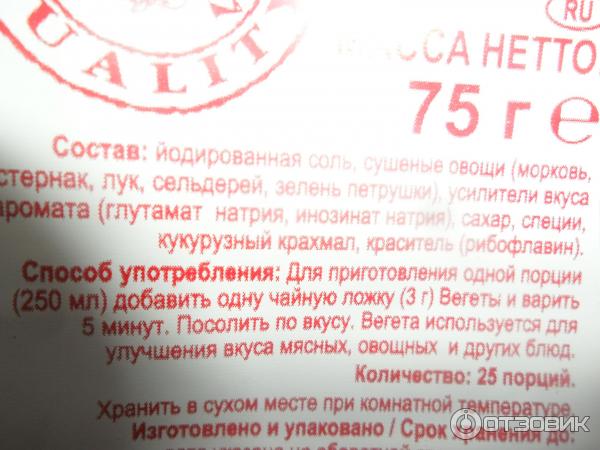 RU
QUALIT
МАССА НЕТТО:
75 г ℮
Состав: йодированная соль, сушеные овощи (морковь,
стернак, лук, сельдерей, зелень петрушки), усилители вкуса
аромата (глутамат натрия, инозинат натрия), сахар, специи,
кукурузный крахмал, краситель (рибофлавин).
Способ употребления: Для приготовления одной порции
(250 мл) добавить одну чайную ложку (3 г) Вегеты и варить
5 минут. Посолить по вкусу. Вегета используется для
улучшения вкуса мясных, овощных и других блюд.
Количество: 25 порций.
Хранить в сухом месте при комнатной температуре.
Изготовлено и упаковано / Срок хранения до:
ОТЗОВИК